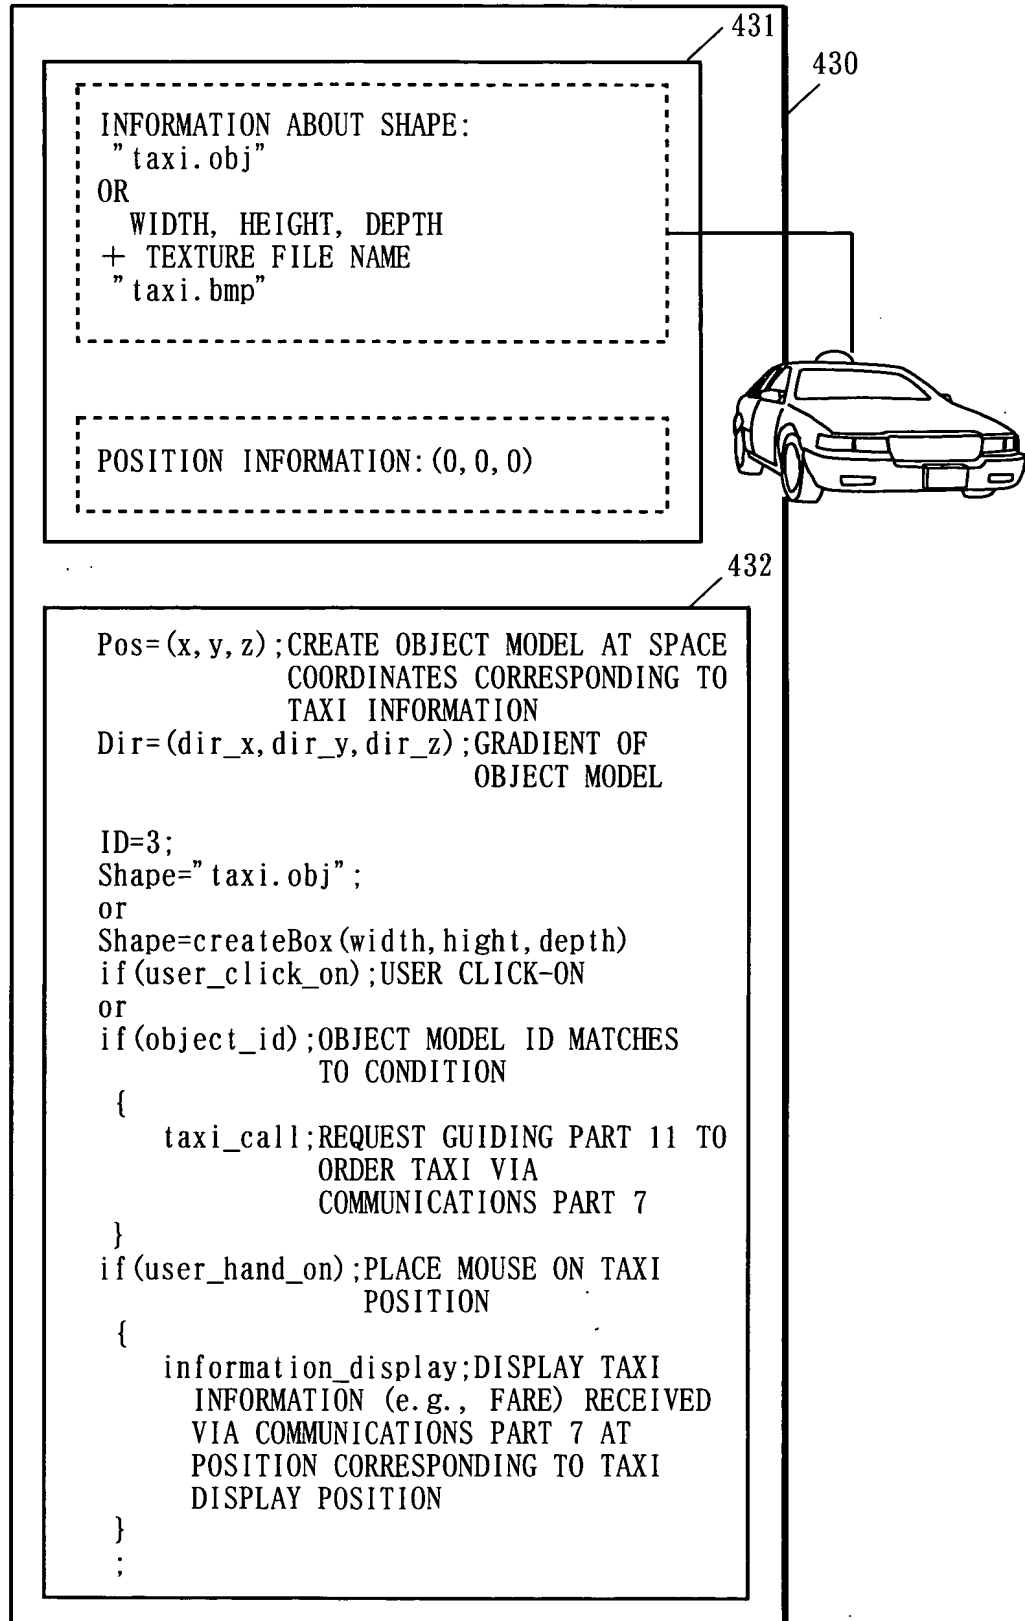 431
430
INFORMATION ABOUT SHAPE:
"taxi.obj"
OR
WIDTH, HEIGHT, DEPTH
+ TEXTURE FILE NAME
"taxi.bmp"
POSITION INFORMATION:(0,0,0)
432
Pos=(x,y,z);CREATE OBJECT MODEL AT SPACE
COORDINATES CORRESPONDING TO
TAXI INFORMATION
Dir=(dir_x,dir_y,dir_z);GRADIENT OF
OBJECT MODEL
ID=3;
Shape="taxi.obj";
or
Shape=createBox(width,hight,depth)
if(user_click_on);USER CLICK-ON
or
if(object_id);OBJECT MODEL ID MATCHES
TO CONDITION
{
taxi_call;REQUEST GUIDING PART 11 TO
ORDER TAXI VIA
COMMUNICATIONS PART 7
}
if(user_hand_on);PLACE MOUSE ON TAXI
POSITION
{
information_display;DISPLAY TAXI
INFORMATION (e.g., FARE) RECEIVED
VIA COMMUNICATIONS PART 7 AT
POSITION CORRESPONDING TO TAXI
DISPLAY POSITION
}
;